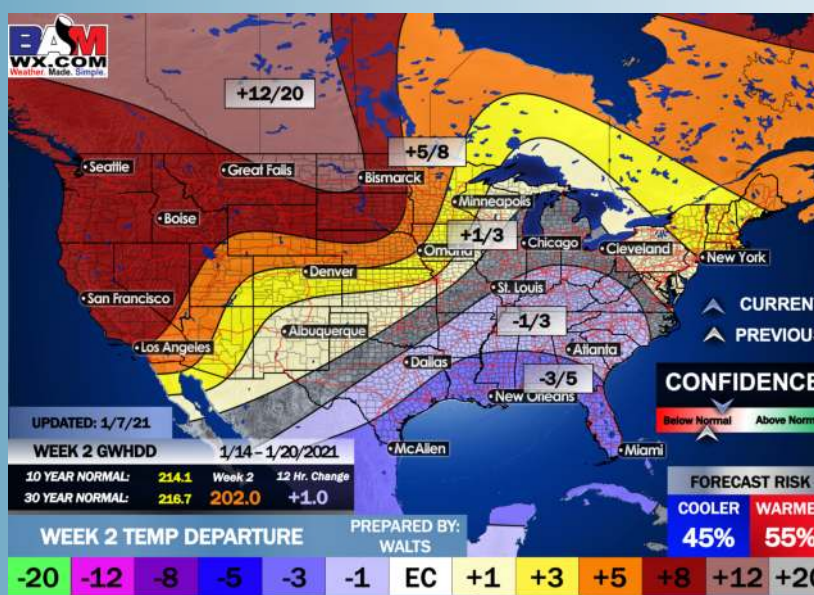 BAM
WX.COM
Weather. Made. Simple.
+12/20
+5/8
Seattle
Great Falls
Bismarck
Minneapolis
Boise
+1/3
Omaha
Chicago
Cleveland
New York
Denver
San Francisco
St. Louis
CURRENT
Albuquerque
-1/3
PREVIOUS
Los Angeles
Dallas
Atlanta
-3/5
New Orleans
CONFIDENCE
Below Normal
Above Norm
UPDATED: 1/7/21
McAllen
Miami
WEEK 2 GWHDD 1/14 – 1/20/2021
Week 2 12 Hr. Change
10 YEAR NORMAL: 214.1
30 YEAR NORMAL: 216.7 202.0 +1.0
FORECAST RISK
COOLER WARME
45% 55%
WEEK 2 TEMP DEPARTURE
PREPARED BY:
WALTS
-20 -12 -8 -5 -3 -1 EC +1 +3 +5 +8 +12 +20